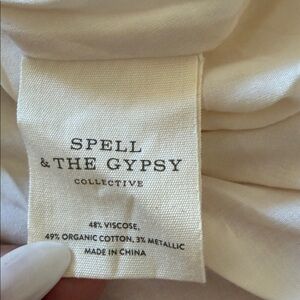 SPELL
& THE GYPSY
COLLECTIVE
48% VISCOSE,
49% ORGANIC COTTON, 3% METALLIC
MADE IN CHINA